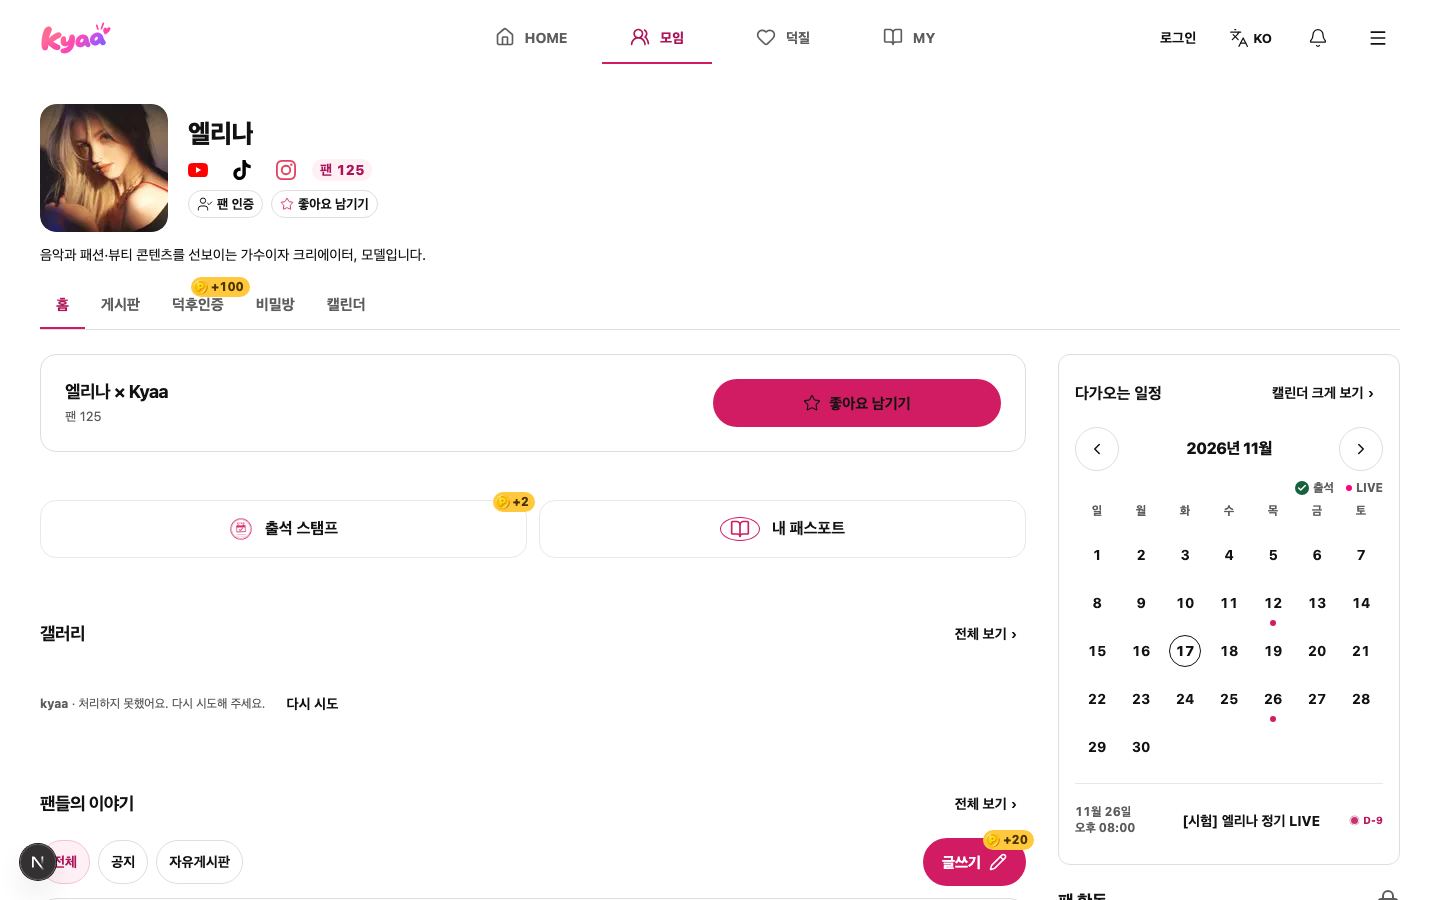 kyaa
HOME
모임
덕질
MY
로그인
KO
엘리나
팬 125
팬 인증
좋아요 남기기
음악과 패션·뷰티 콘텐츠를 선보이는 가수이자 크리에이터, 모델입니다.
+100
홈
게시판
덕후인증
비밀방
캘린더
엘리나 × Kyaa
팬 125
좋아요 남기기
+2
출석 스탬프
내 패스포트
갤러리
전체 보기 ›
kyaa · 처리하지 못했어요. 다시 시도해 주세요.
다시 시도
팬들의 이야기
전체 보기 ›
전체
공지
자유게시판
+20
글쓰기
N
다가오는 일정
캘린더 크게 보기 ›
2026년 11월
출석
LIVE
일 월 화 수 목 금 토
1 2 3 4 5 6 7
8 9 10 11 12 13 14
15 16 17 18 19 20 21
22 23 24 25 26 27 28
29 30
11월 26일
오후 08:00
[시험] 엘리나 정기 LIVE
D-9